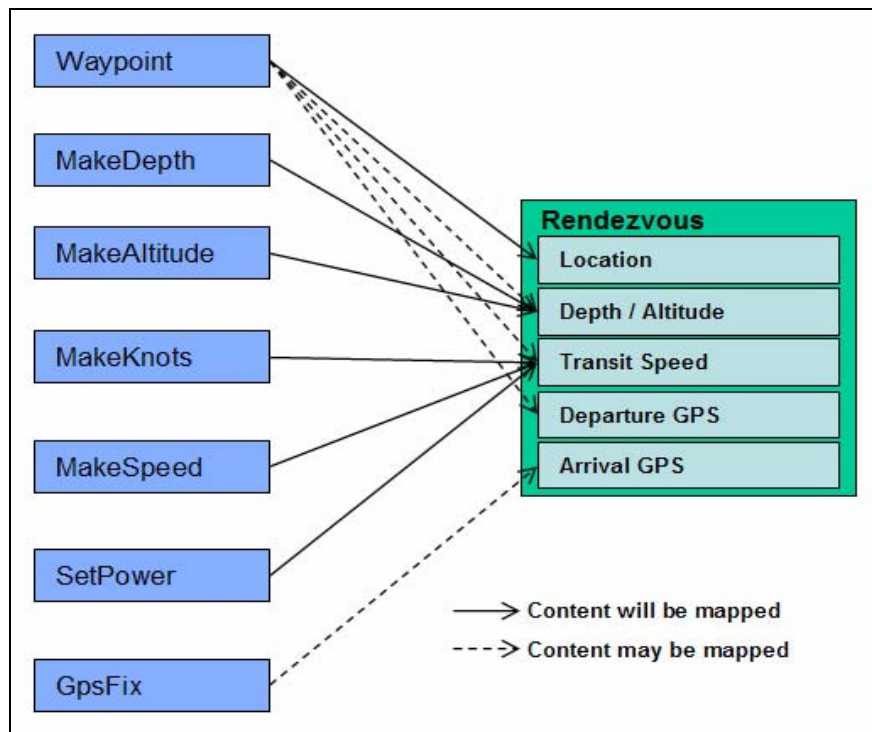 Waypoint
MakeDepth
MakeAltitude
MakeKnots
MakeSpeed
SetPower
GpsFix
Rendezvous
Location
Depth / Altitude
Transit Speed
Departure GPS
Arrival GPS
Content will be mapped
Content may be mapped